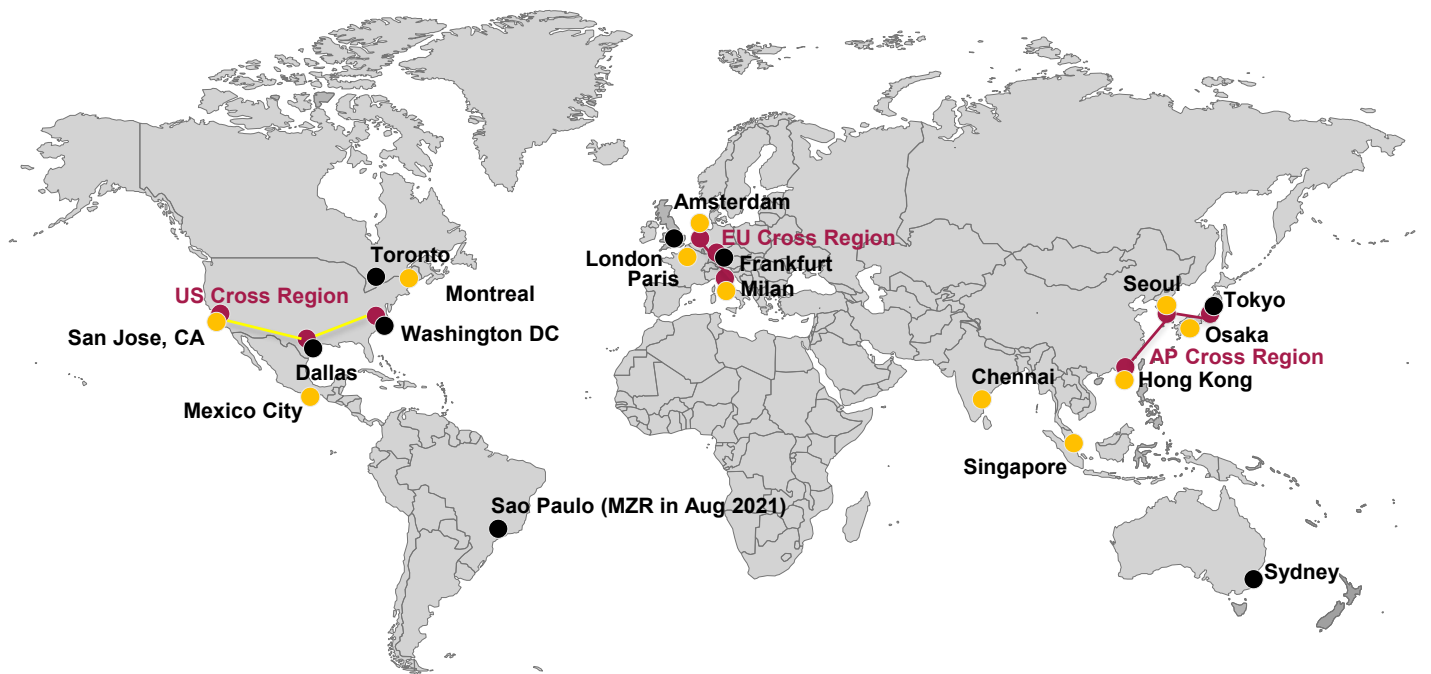 Amsterdam
EU Cross Region
Toronto
London
Frankfurt
Paris
Seoul
Milan
Montreal
US Cross Region
Tokyo
San Jose, CA
Washington DC
Osaka
AP Cross Region
Dallas
Chennai
Hong Kong
Mexico City
Singapore
Sao Paulo (MZR in Aug 2021)
Sydney